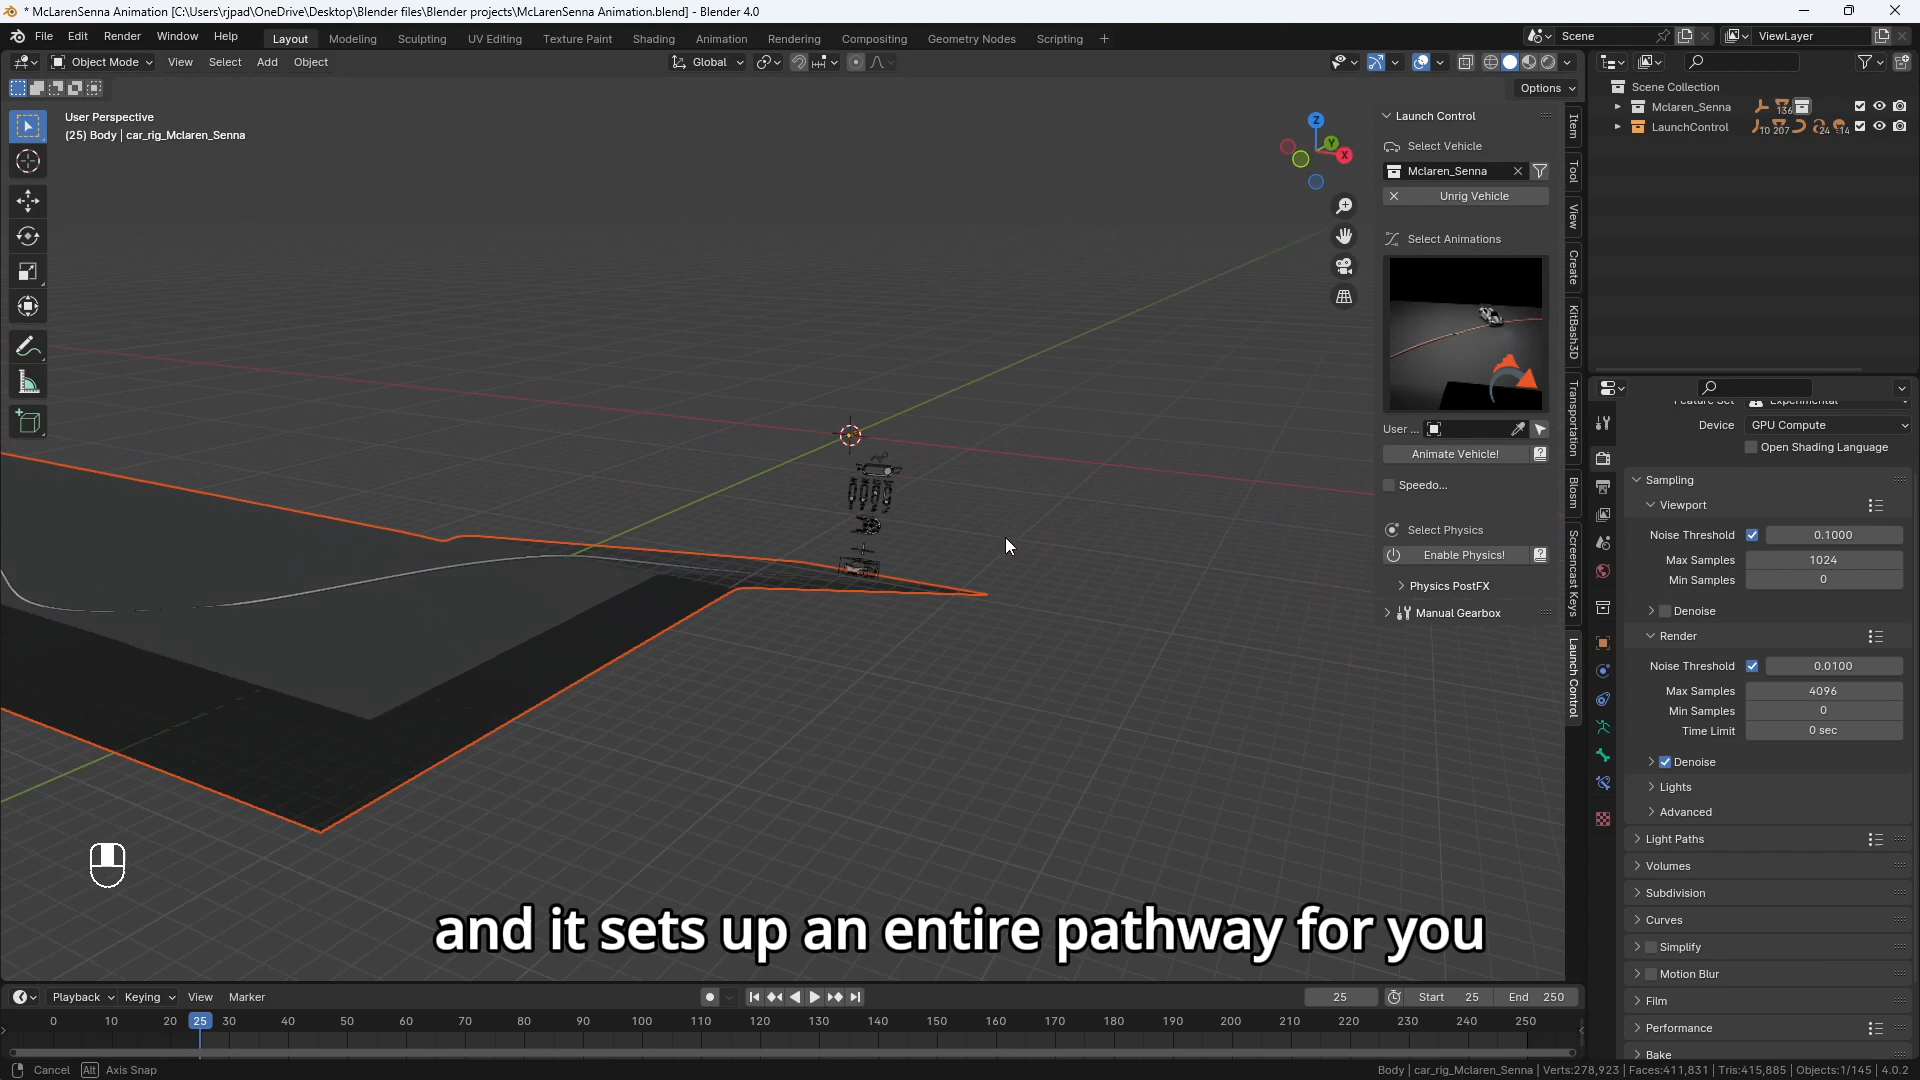 * McLarenSenna Animation [C:\Users\rjpad\OneDrive\Desktop\Blender files\Blender projects\McLarenSenna Animation.blend] - Blender 4.0
File Edit Render Window Help
Layout Modeling Sculpting UV Editing Texture Paint Shading Animation Rendering Compositing Geometry Nodes Scripting +
Scene
ViewLayer
Object Mode View Select Add Object
Global
Options
User Perspective
(25) Body | car_rig_Mclaren_Senna
Z
Y
X
Launch Control
Select Vehicle
Mclaren_Senna
Unrig Vehicle
Select Animations
User ...
Animate Vehicle!
Speedo...
Select Physics
Enable Physics!
Physics PostFX
Manual Gearbox
Item
Tool
View
Create
KitBash3D
Transportation
Blosm
Screencast Keys
Launch Control
Scene Collection
Mclaren_Senna 136
LaunchControl 10 207 24 14
Feature Set Experimental
Device GPU Compute
Open Shading Language
Sampling
Viewport
Noise Threshold 0.1000
Max Samples 1024
Min Samples 0
Denoise
Render
Noise Threshold 0.0100
Max Samples 4096
Min Samples 0
Time Limit 0 sec
Denoise
Lights
Advanced
Light Paths
Volumes
Subdivision
Curves
Simplify
Motion Blur
Film
Performance
Bake
and it sets up an entire pathway for you
Playback Keying View Marker
25 Start 25 End 250
0 10 20 25 30 40 50 60 70 80 90 100 110 120 130 140 150 160 170 180 190 200 210 220 230 240 250
Cancel Alt Axis Snap
Body | car_rig_Mclaren_Senna | Verts:278,923 | Faces:411,831 | Tris:415,885 | Objects:1/145 | 4.0.2